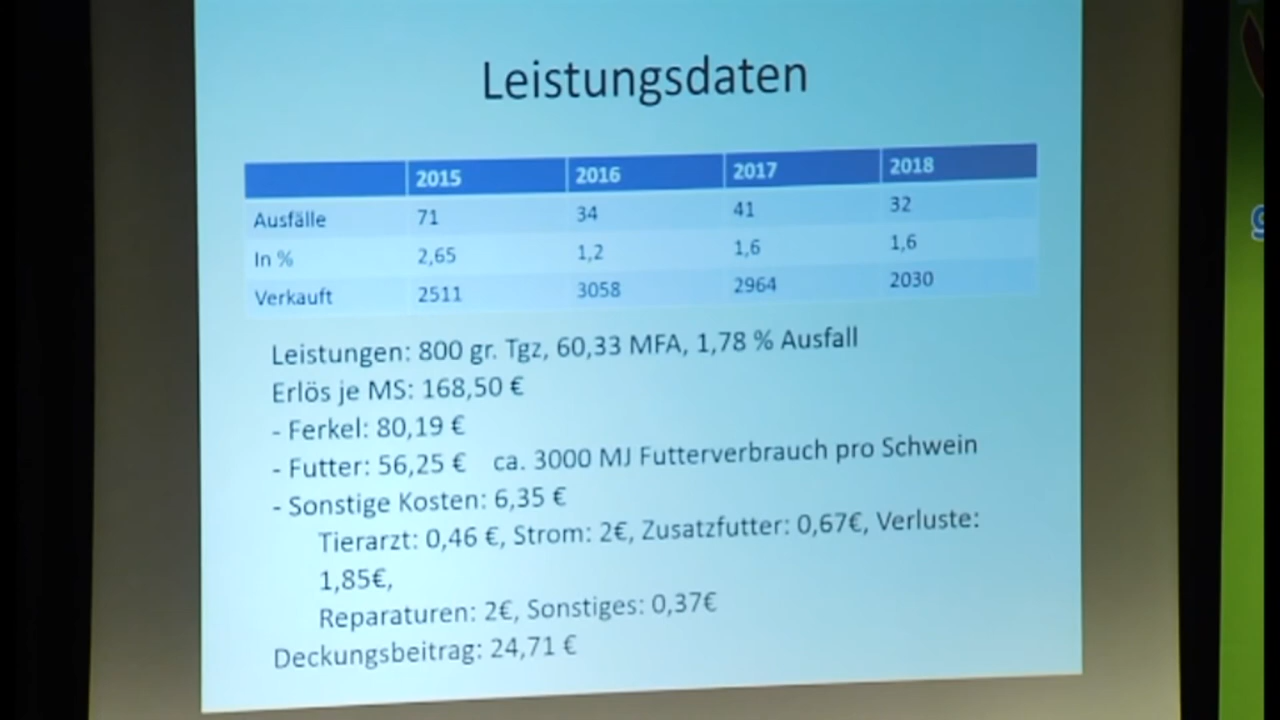 Leistungsdaten
2015 2016 2017 2018
Ausfälle 71 34 41 32
In % 2,65 1,2 1,6 1,6
Verkauft 2511 3058 2964 2030
Leistungen: 800 gr. Tgz, 60,33 MFA, 1,78 % Ausfall
Erlös je MS: 168,50 €
- Ferkel: 80,19 €
- Futter: 56,25 € ca. 3000 MJ Futterverbrauch pro Schwein
- Sonstige Kosten: 6,35 €
Tierarzt: 0,46 €, Strom: 2€, Zusatzfutter: 0,67€, Verluste:
1,85€,
Reparaturen: 2€, Sonstiges: 0,37€
Deckungsbeitrag: 24,71 €